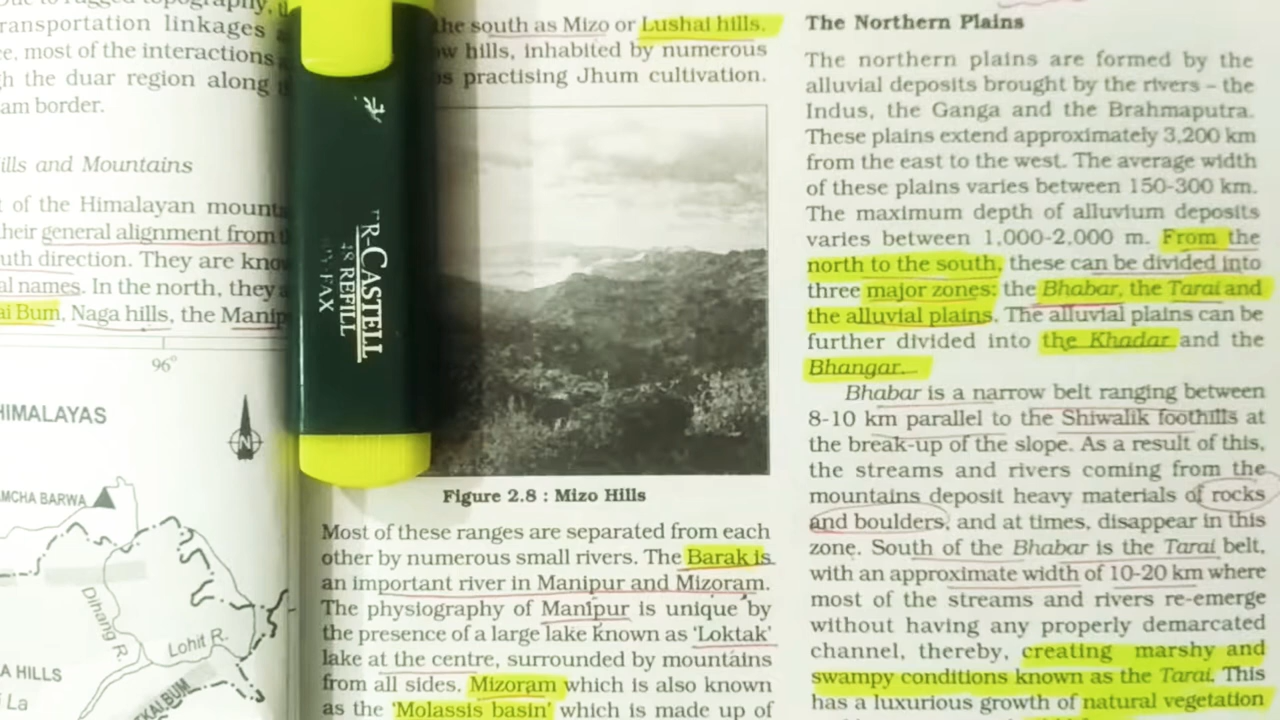 ransportation linkages
e, most of the interactions
gh the duar region along
am border.
ills and Mountains
t of the Himalayan mounta
heir general alignment from
uth direction. They are kno
al names. In the north, they
ai Bum, Naga hills, the Manip
96°
HIMALAYAS
N
AMCHA BARWA
Dihang R.
Lohit R.
A HILLS
i La
R-CASTELL
48 REFILL
FAX
the south as Mizo or Lushai hills.
w hills, inhabited by numerous
s practising Jhum cultivation.
Figure 2.8 : Mizo Hills
Most of these ranges are separated from each
other by numerous small rivers. The Barak is
an important river in Manipur and Mizoram.
The physiography of Manipur is unique by
the presence of a large lake known as 'Loktak'
lake at the centre, surrounded by mountains
from all sides. Mizoram which is also known
as the 'Molassis basin' which is made up of
The Northern Plains
The northern plains are formed by the
alluvial deposits brought by the rivers – the
Indus, the Ganga and the Brahmaputra.
These plains extend approximately 3,200 km
from the east to the west. The average width
of these plains varies between 150-300 km.
The maximum depth of alluvium deposits
varies between 1,000-2,000 m. From the
north to the south, these can be divided into
three major zones: the Bhabar, the Tarai and
the alluvial plains. The alluvial plains can be
further divided into the Khadar and the
Bhangar.
Bhabar is a narrow belt ranging between
8-10 km parallel to the Shiwalik foothills at
the break-up of the slope. As a result of this,
the streams and rivers coming from the
mountains deposit heavy materials of rocks
and boulders, and at times, disappear in this
zone. South of the Bhabar is the Tarai belt,
with an approximate width of 10-20 km where
most of the streams and rivers re-emerge
without having any properly demarcated
channel, thereby, creating marshy and
swampy conditions known as the Tarai. This
has a luxurious growth of natural vegetation